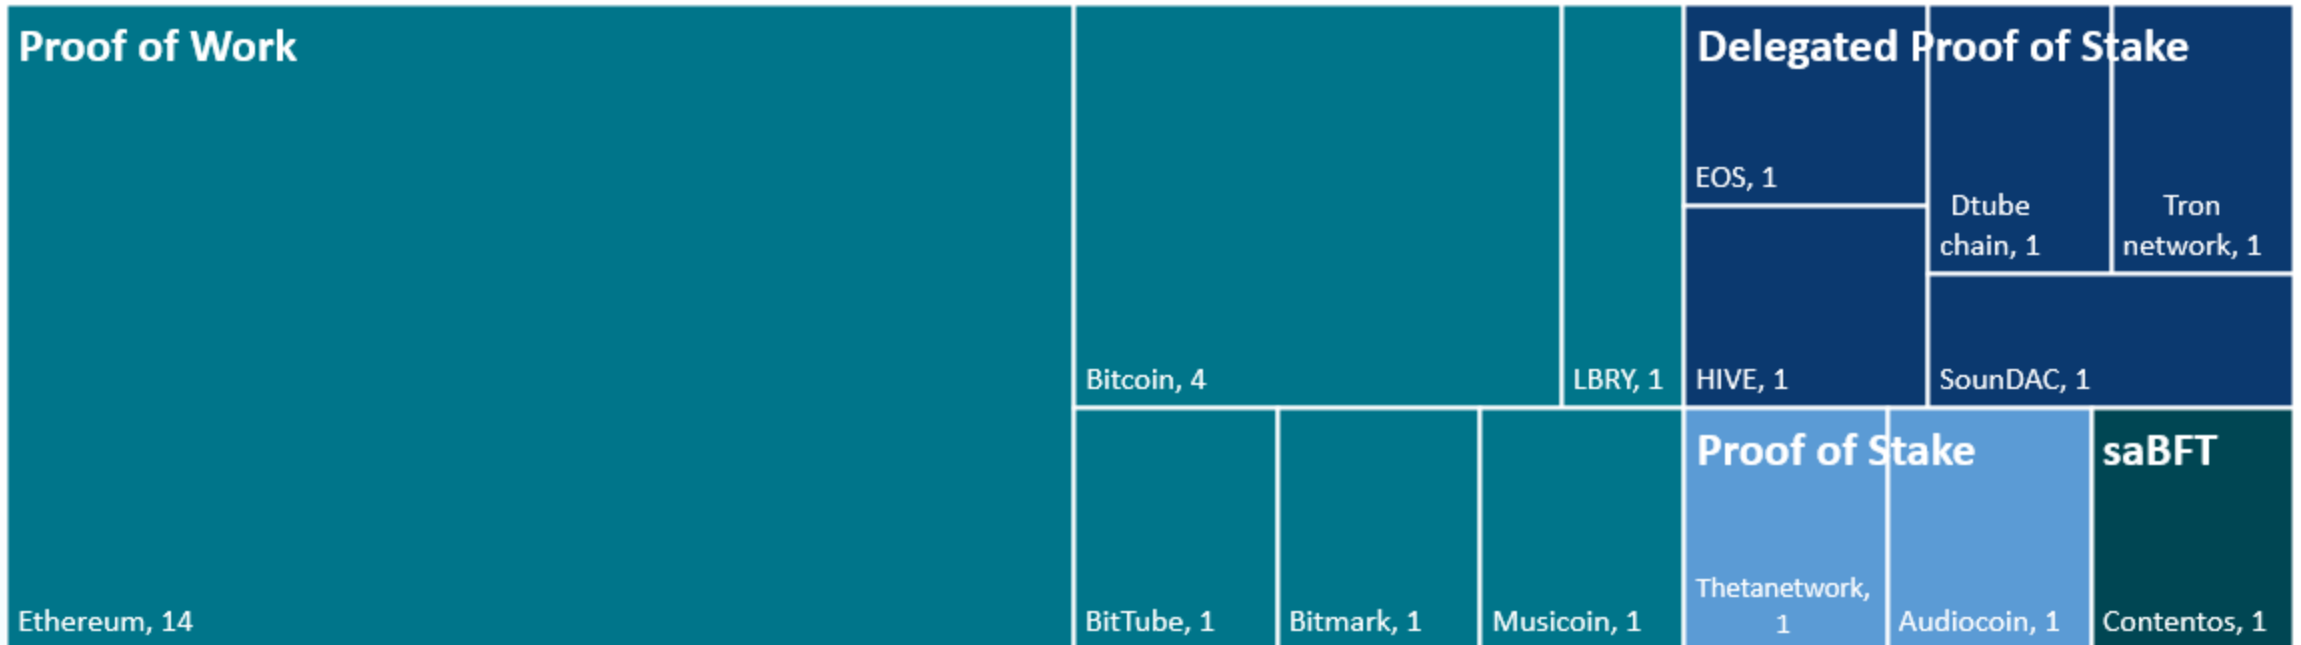 Proof of Work
Ethereum, 14
Bitcoin, 4
LBRY, 1
BitTube, 1
Bitmark, 1
Musicoin, 1
Delegated Proof of Stake
EOS, 1
HIVE, 1
Dtube
chain, 1
Tron
network, 1
SounDAC, 1
Proof of Stake
Thetanetwork,
1
Audiocoin, 1
saBFT
Contentos, 1